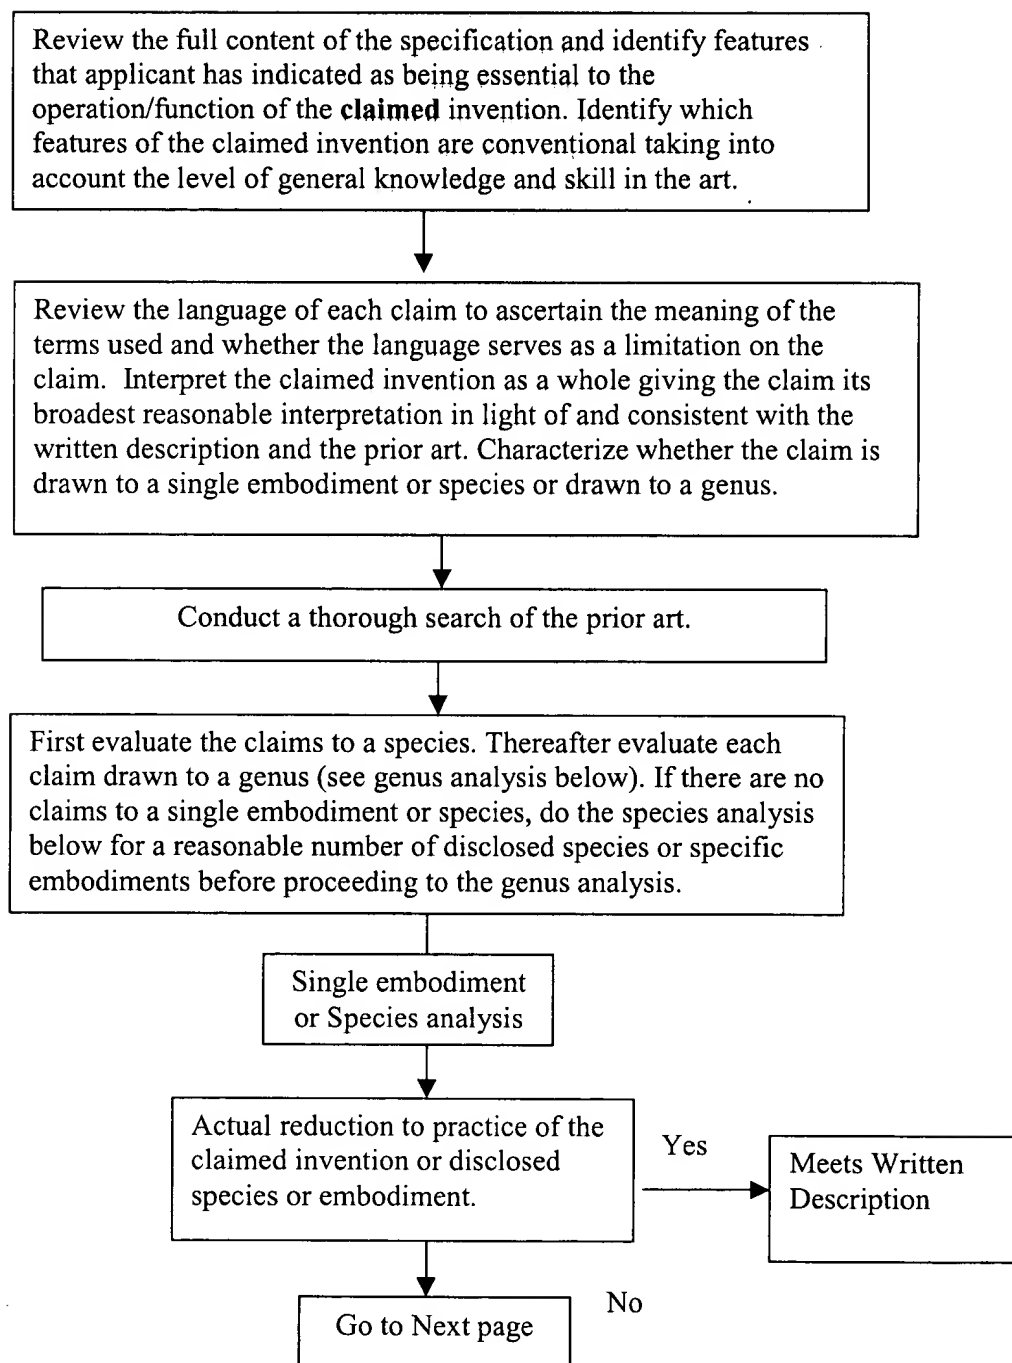 Review the full content of the specification and identify features
that applicant has indicated as being essential to the
operation/function of the claimed invention. Identify which
features of the claimed invention are conventional taking into
account the level of general knowledge and skill in the art.
Review the language of each claim to ascertain the meaning of the
terms used and whether the language serves as a limitation on the
claim. Interpret the claimed invention as a whole giving the claim its
broadest reasonable interpretation in light of and consistent with the
written description and the prior art. Characterize whether the claim is
drawn to a single embodiment or species or drawn to a genus.
Conduct a thorough search of the prior art.
First evaluate the claims to a species. Thereafter evaluate each
claim drawn to a genus (see genus analysis below). If there are no
claims to a single embodiment or species, do the species analysis
below for a reasonable number of disclosed species or specific
embodiments before proceeding to the genus analysis.
Single embodiment
or Species analysis
Actual reduction to practice of the
claimed invention or disclosed
species or embodiment.
Yes
Meets Written
Description
No
Go to Next page